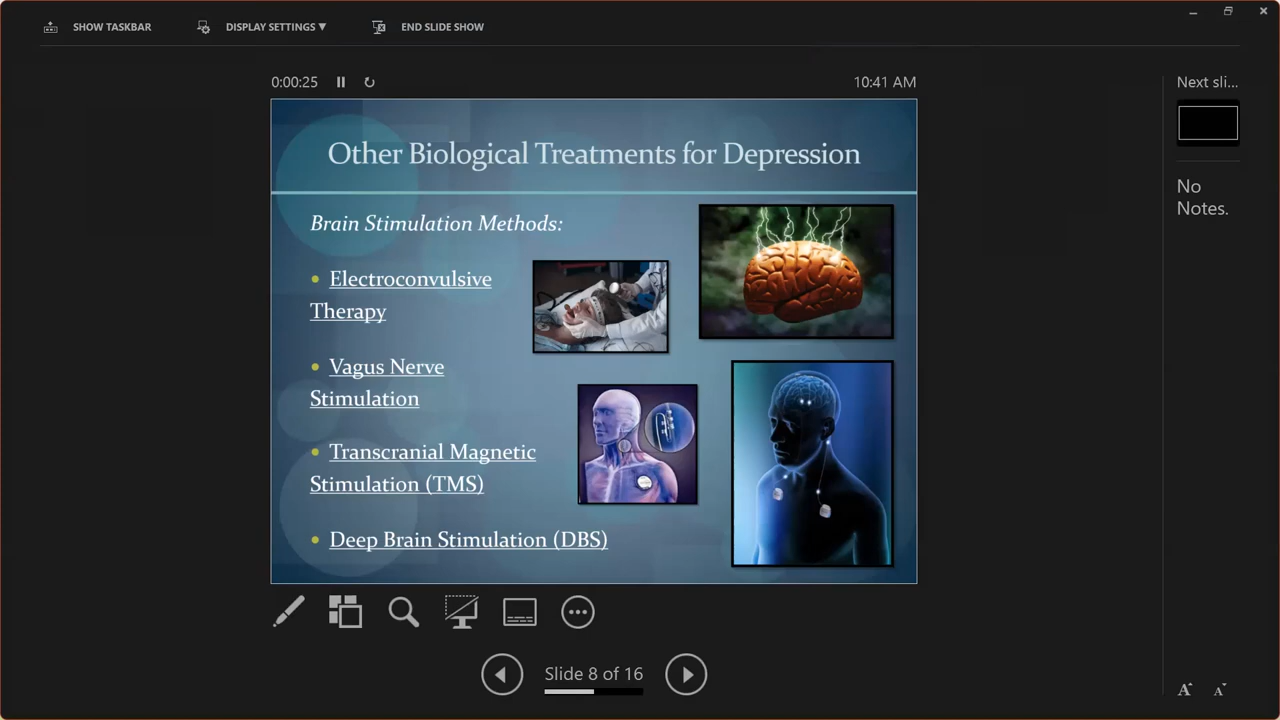 SHOW TASKBAR
DISPLAY SETTINGS ▼
END SLIDE SHOW
0:00:25
10:41 AM
Next sli...
Other Biological Treatments for Depression
Brain Stimulation Methods:
• Electroconvulsive
Therapy
• Vagus Nerve
Stimulation
• Transcranial Magnetic
Stimulation (TMS)
• Deep Brain Stimulation (DBS)
No
Notes.
Slide 8 of 16
A A